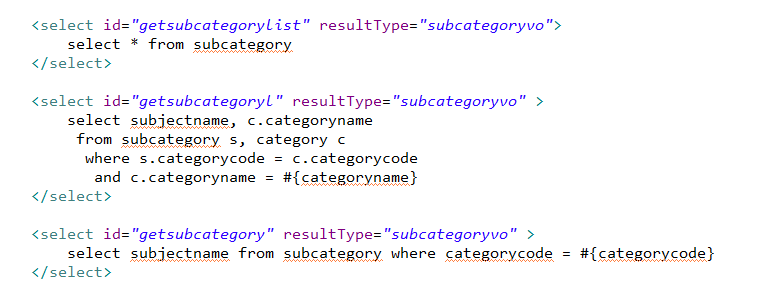 <select id="getsubcategorylist" resultType="subcategoryvo">
select * from subcategory
</select>
<select id="getsubcategoryl" resultType="subcategoryvo" >
select subjectname, c.categoryname
from subcategory s, category c
where s.categorycode = c.categorycode
and c.categoryname = #{categoryname}
</select>
<select id="getsubcategory" resultType="subcategoryvo" >
select subjectname from subcategory where categorycode = #{categorycode}
</select>